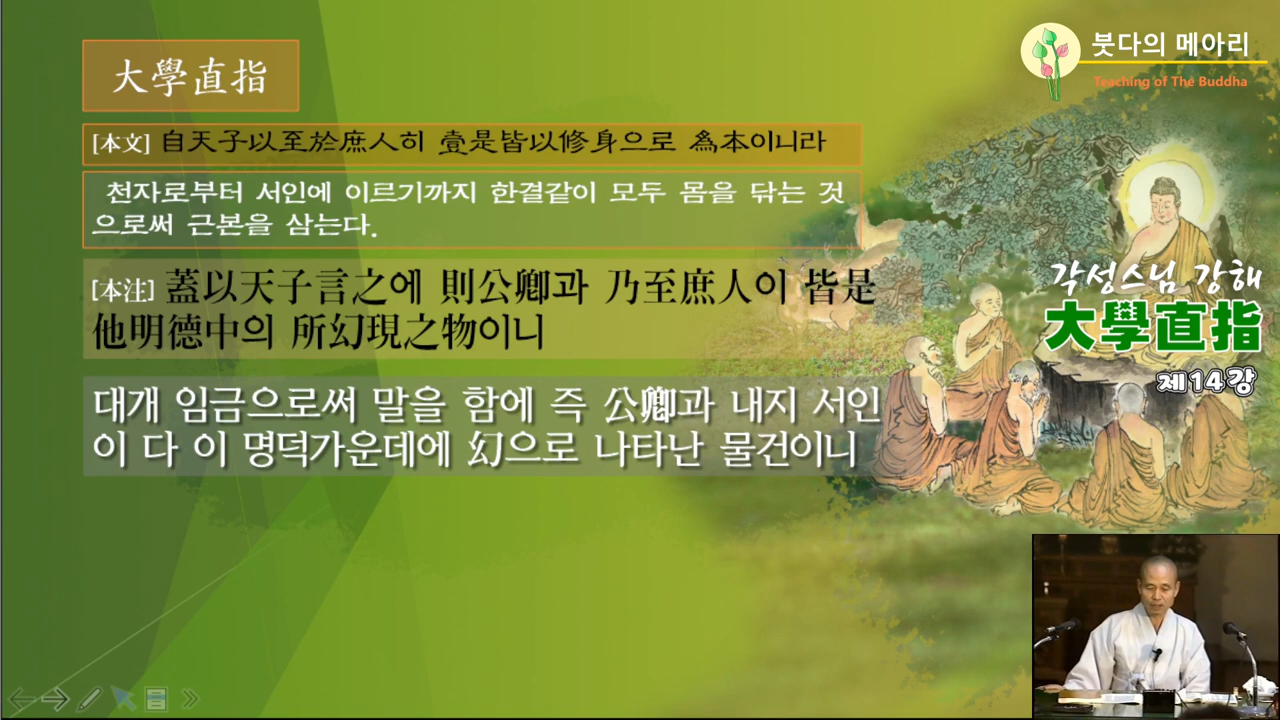 大學直指
[本文] 自天子以至於庶人히 壹是皆以修身으로 為本이니라
천자로부터 서인에 이르기까지 한결같이 모두 몸을 닦는 것
으로써 근본을 삼는다.
[本注] 蓋以天子言之에 則公卿과 乃至庶人이 皆是
他明德中의 所幻現之物이니
대개 임금으로써 말을 함에 즉 公卿과 내지 서인
이 다 이 명덕가운데에 幻으로 나타난 물건이니
붓다의 메아리
Teaching of The Buddha
각성스님 강해
大學直指
제14강